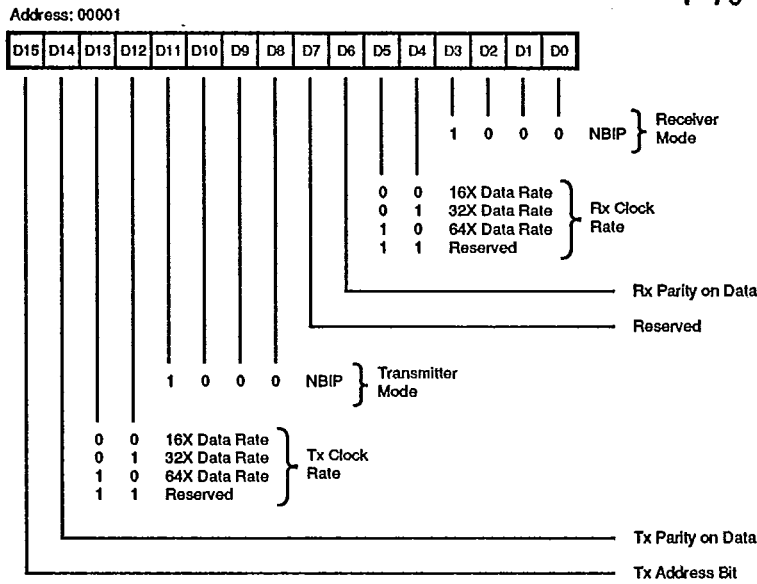 Address: 00001
D15 D14 D13 D12 D11 D10 D9 D8 D7 D6 D5 D4 D3 D2 D1 D0
1 0 0 0 NBIP
Receiver
Mode
0 0 16X Data Rate
0 1 32X Data Rate
1 0 64X Data Rate
1 1 Reserved
Rx Clock
Rate
Rx Parity on Data
Reserved
1 0 0 0 NBIP
Transmitter
Mode
0 0 16X Data Rate
0 1 32X Data Rate
1 0 64X Data Rate
1 1 Reserved
Tx Clock
Rate
Tx Parity on Data
Tx Address Bit